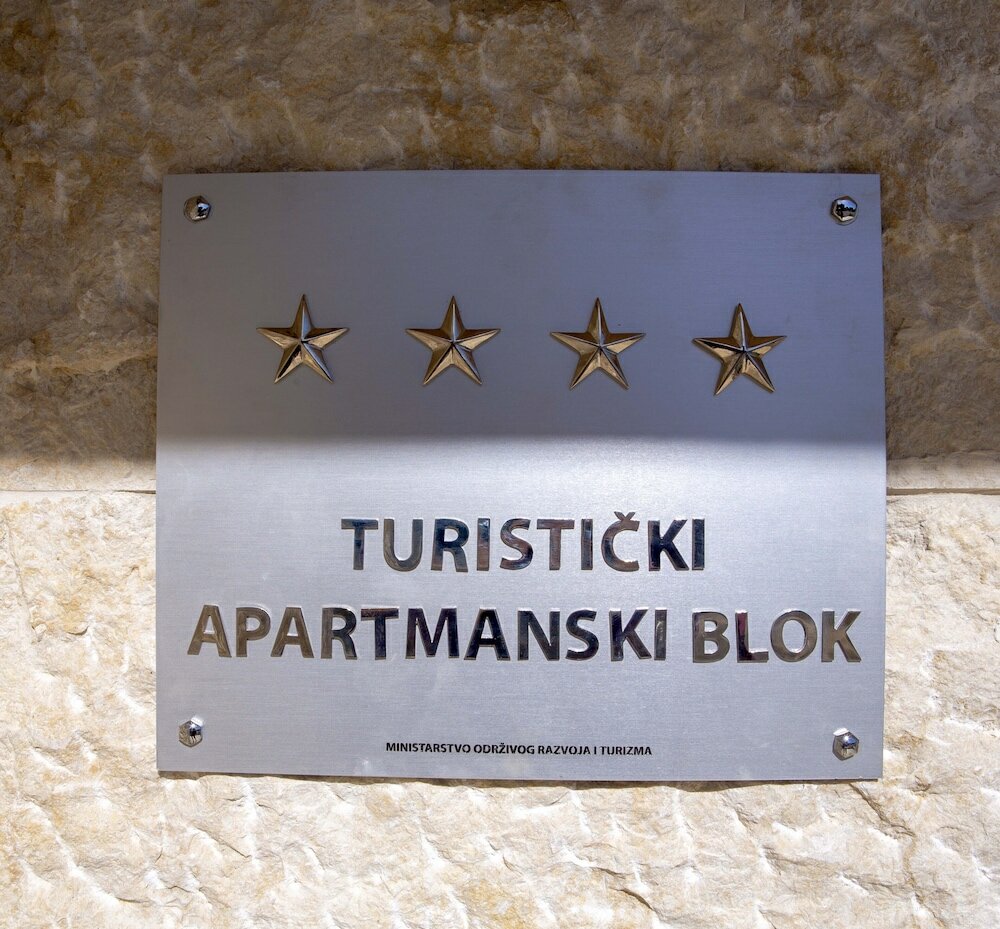 TURISTIČKI
APARTMANSKI BLOK
MINISTARSTVO ODRŽIVOG RAZVOJA I TURIZMA